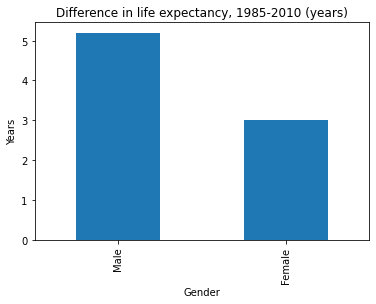 Difference in life expectancy, 1985-2010 (years)
5
4
3
2
1
0
Years
Male
Female
Gender